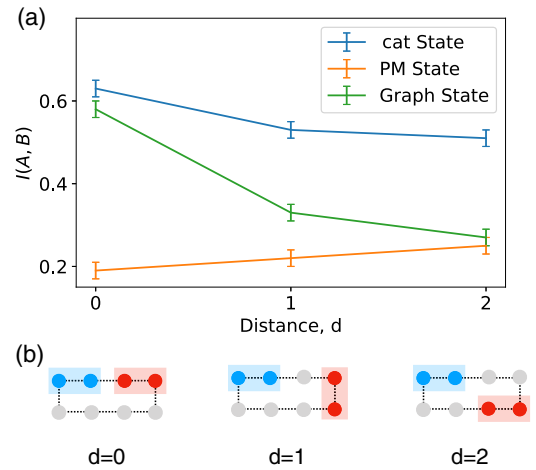 (a)
cat State
PM State
Graph State
0.6
0.4
0.2
I(A, B)
0 1 2
Distance, d
(b)
d=0 d=1 d=2